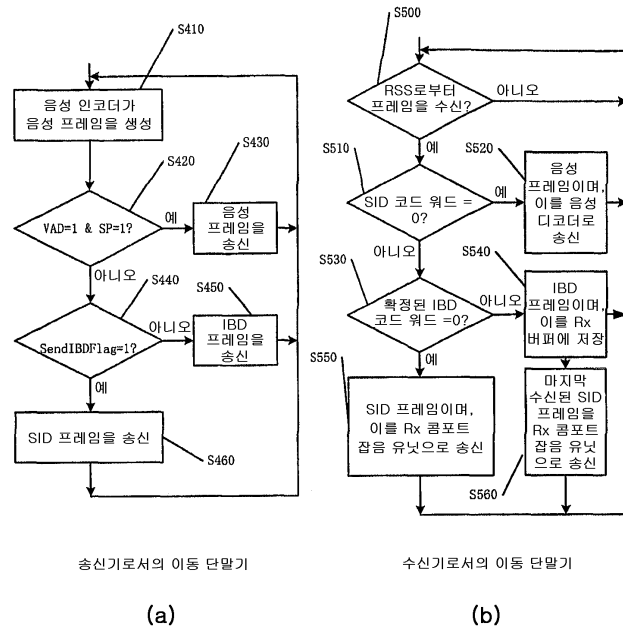 S410
음성 인코더가
음성 프레임을 생성
S420
VAD=1 & SP=1?
예
S430
음성
프레임을
송신
아니오
S440
SendIBDFlag=1?
아니오
S450
IBD
프레임을
송신
예
SID 프레임을 송신
S460
송신기로서의 이동 단말기
(a)
S500
RSS로부터
프레임을 수신?
아니오
예
S510
SID 코드 워드 =
0?
예
S520
음성
프레임이며,
이를 음성
디코더로
송신
아니오
S530
확정된 IBD
코드 워드 =0?
아니오
S540
IBD
프레임이며,
이를 Rx
버퍼에 저장
예
S550
SID 프레임이며,
이를 Rx 콤포트
잡음 유닛으로 송신
마지막
수신된 SID
프레임을
Rx 콤포트
잡음 유닛
으로 송신
S560
수신기로서의 이동 단말기
(b)